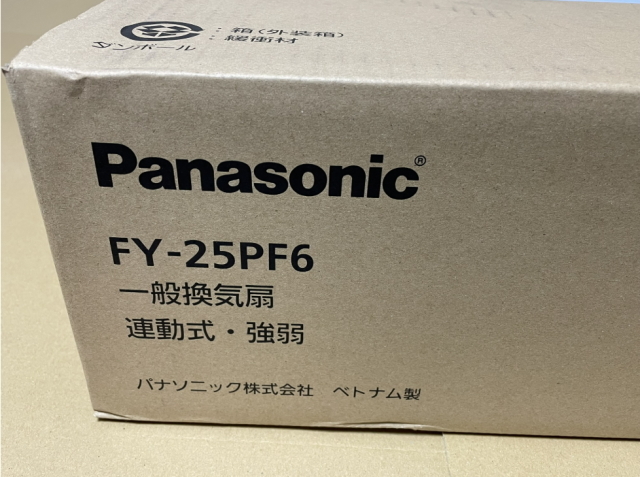 ：箱(外装箱)
：緩衝材
ダンボール
Panasonic®
FY-25PF6
一般換気扇
連動式・強弱
パナソニック株式会社 ベトナム製